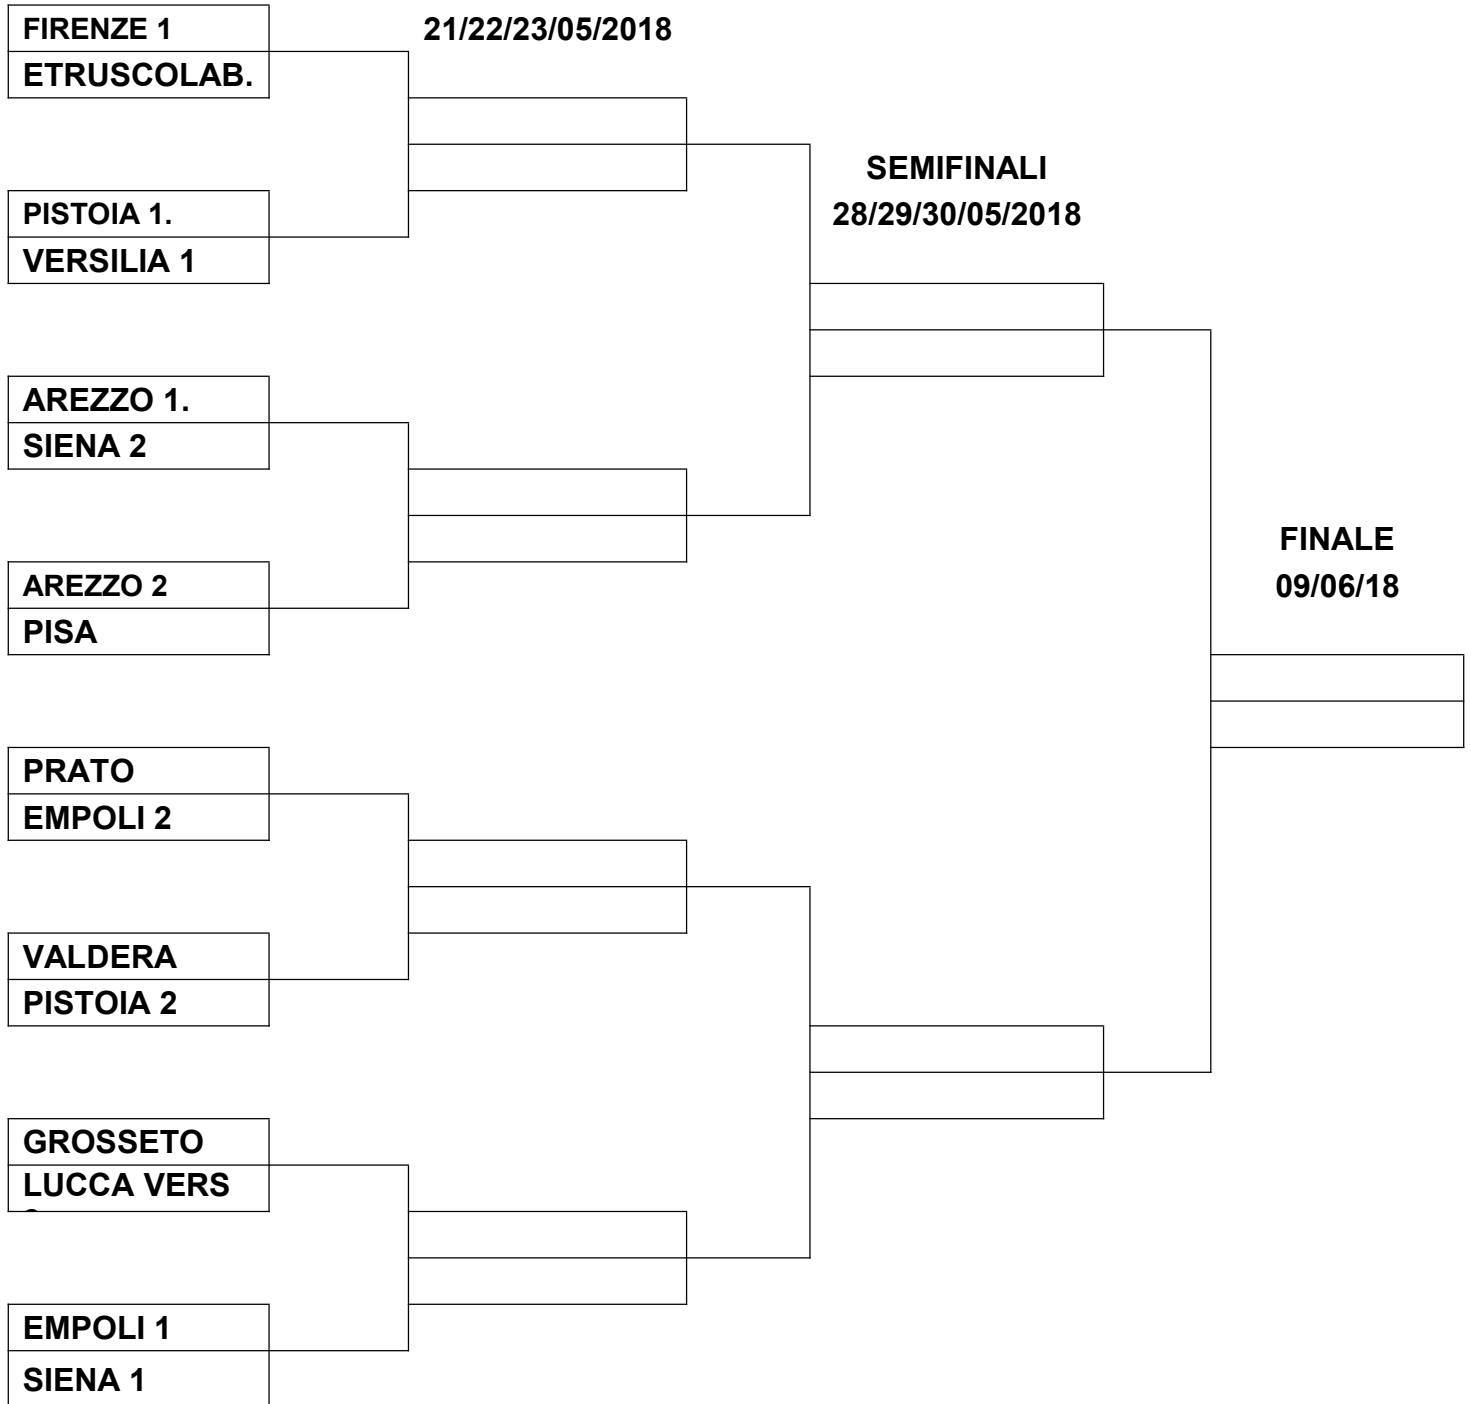 FIRENZE 1
21/22/23/05/2018
ETRUSCOLAB.
SEMIFINALI
PISTOIA 1.
28/29/30/05/2018
VERSILIA 1
AREZZO 1.
SIENA 2
FINALE
AREZZO 2
09/06/18
PISA
PRATO
EMPOLI 2
VALDERA
PISTOIA 2
GROSSETO
LUCCA VERS
EMPOLI 1
SIENA 1